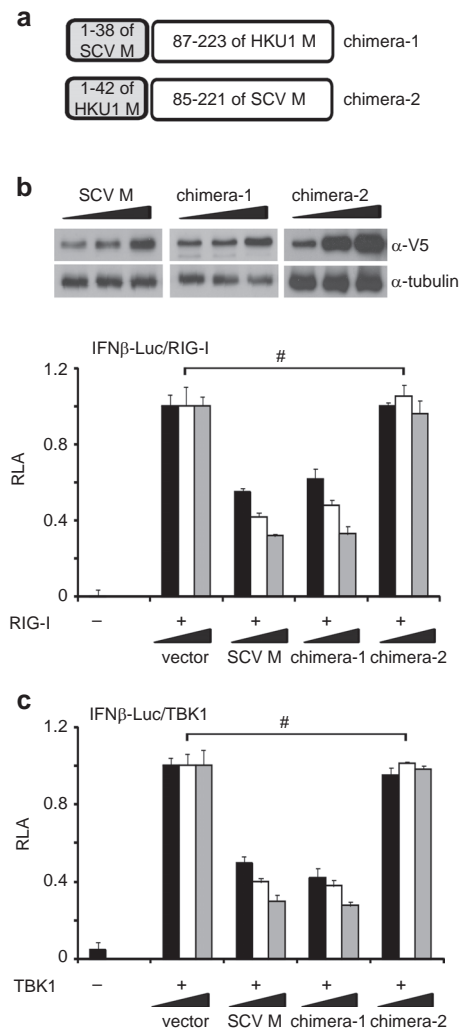 a
1-38 of
SCV M
87-223 of HKU1 M
chimera-1
1-42 of
HKU1 M
85-221 of SCV M
chimera-2
b
SCV M chimera-1 chimera-2
α-V5
α-tubulin
IFNβ-Luc/RIG-I
#
1.2
0.8
0.4
0
RLA
RIG-I – + + + +
vector SCV M chimera-1 chimera-2
c
IFNβ-Luc/TBK1
#
1.2
0.8
0.4
0
RLA
TBK1 – + + + +
vector SCV M chimera-1 chimera-2